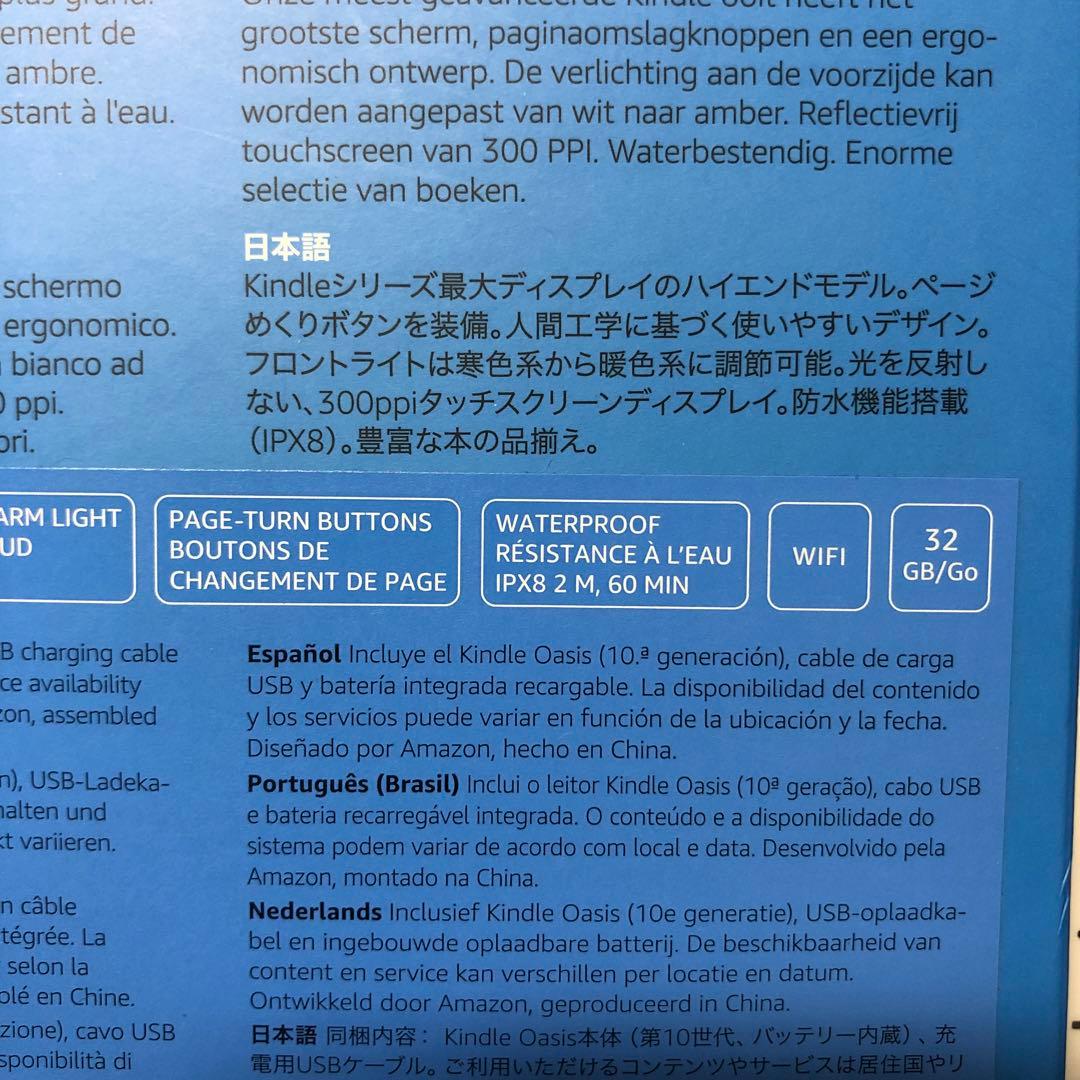 plus grand.
ement de
ambre.
stant à l'eau.
Onze meest geavanceerde Kindle ooit heeft het
grootste scherm, paginaomslagknoppen en een ergo-
nomisch ontwerp. De verlichting aan de voorzijde kan
worden aangepast van wit naar amber. Reflectievrij
touchscreen van 300 PPI. Waterbestendig. Enorme
selectie van boeken.
schermo
ergonomico.
bianco ad
0 ppi.
ori.
日本語
Kindleシリーズ最大ディスプレイのハイエンドモデル。ページ
めくりボタンを装備。人間工学に基づく使いやすいデザイン。
フロントライトは寒色系から暖色系に調節可能。光を反射し
ない、300ppiタッチスクリーンディスプレイ。防水機能搭載
（IPX8）。豊富な本の品揃え。
ARM LIGHT
UD
PAGE-TURN BUTTONS
BOUTONS DE
CHANGEMENT DE PAGE
WATERPROOF
RÉSISTANCE À L'EAU
IPX8 2 M, 60 MIN
WIFI
32
GB/Go
B charging cable
ce availability
zon, assembled
n), USB-Ladeka-
halten und
kt variieren.
n câble
tégrée. La
selon la
blé en Chine.
zione), cavo USB
sponibilità di
Español Incluye el Kindle Oasis (10.ª generación), cable de carga
USB y batería integrada recargable. La disponibilidad del contenido
y los servicios puede variar en función de la ubicación y la fecha.
Diseñado por Amazon, hecho en China.
Português (Brasil) Inclui o leitor Kindle Oasis (10ª geração), cabo USB
e bateria recarregável integrada. O conteúdo e a disponibilidade do
sistema podem variar de acordo com local e data. Desenvolvido pela
Amazon, montado na China.
Nederlands Inclusief Kindle Oasis (10e generatie), USB-oplaadka-
bel en ingebouwde oplaadbare batterij. De beschikbaarheid van
content en service kan verschillen per locatie en datum.
Ontwikkeld door Amazon, geproduceerd in China.
日本語 同梱内容： Kindle Oasis本体（第10世代、バッテリー内蔵）、充
電用USBケーブル。ご利用いただけるコンテンツやサービスは居住国やリ